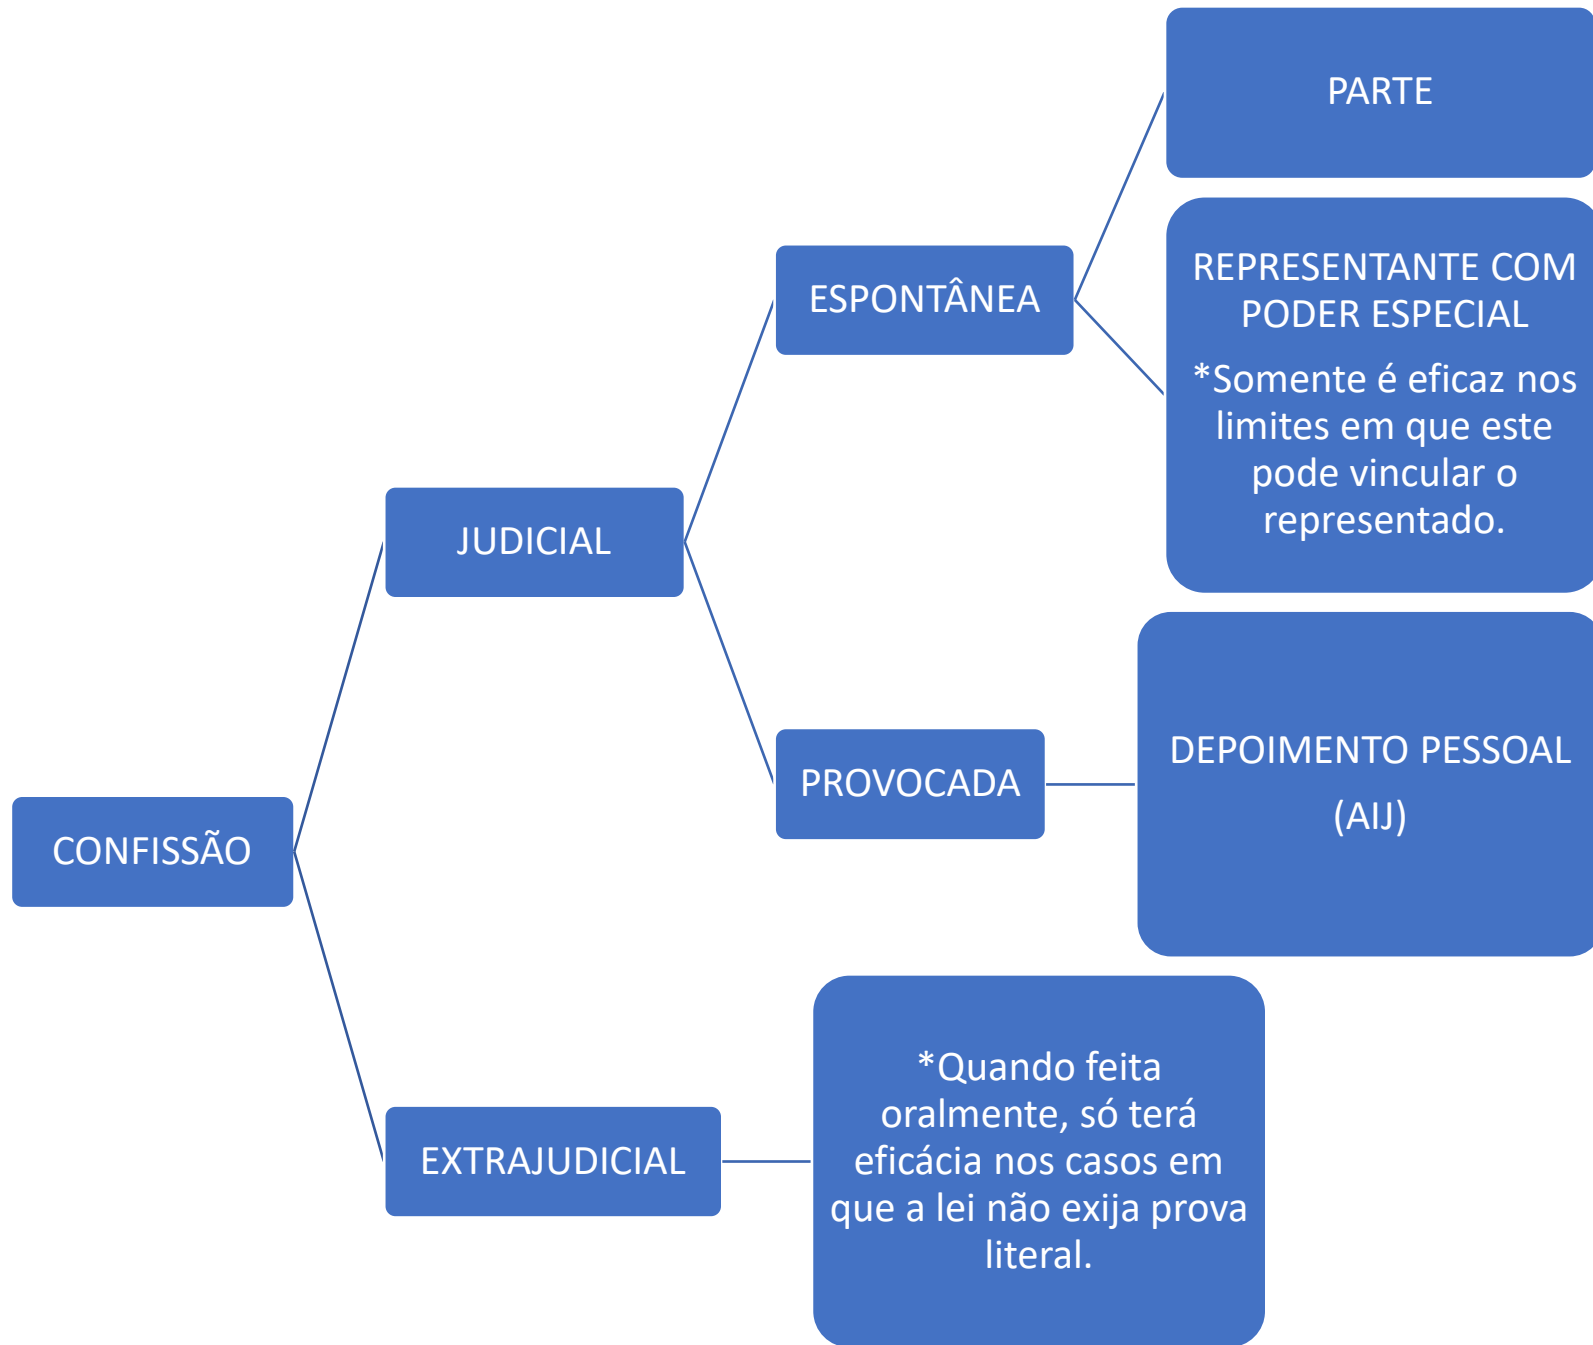 PARTE
REPRESENTANTE COM
PODER ESPECIAL
*Somente é eficaz nos
limites em que este
pode vincular o
representado.
ESPONTÂNEA
JUDICIAL
PROVOCADA
DEPOIMENTO PESSOAL
(AIJ)
CONFISSÃO
EXTRAJUDICIAL
*Quando feita
oralmente, só terá
eficácia nos casos em
que a lei não exija prova
literal.